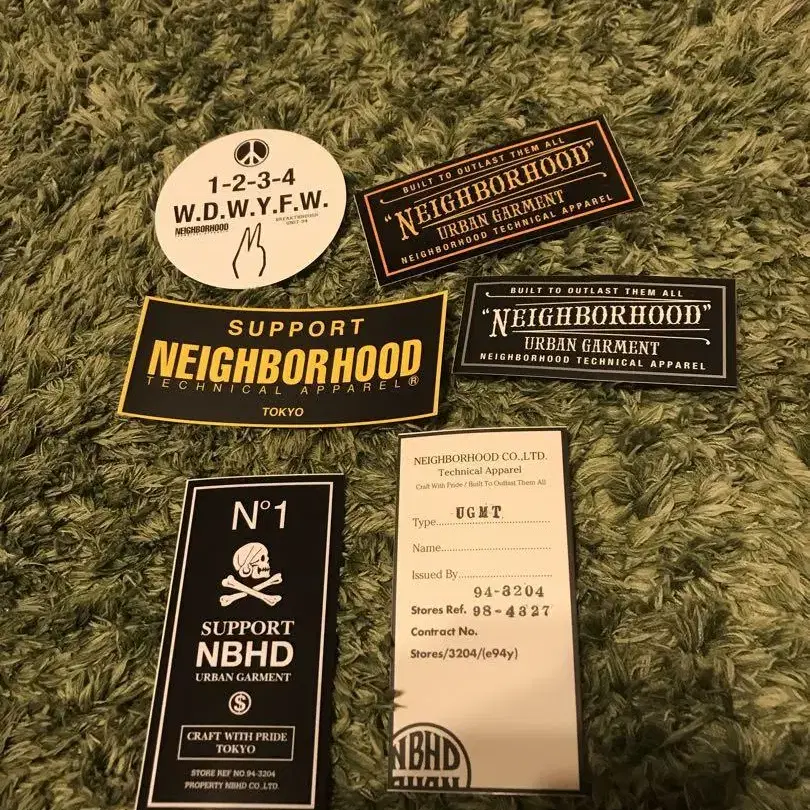 1-2-3-4
W.D.W.Y.F.W.
NEIGHBORHOOD
BREAKTHROUGH
UNIT-94
BUILT TO OUTLAST THEM ALL
"NEIGHBORHOOD"
URBAN GARMENT
NEIGHBORHOOD TECHNICAL APPAREL
BUILT TO OUTLAST THEM ALL
"NEIGHBORHOOD"
URBAN GARMENT
NEIGHBORHOOD TECHNICAL APPAREL
SUPPORT
NEIGHBORHOOD
TECHNICAL APPAREL®
TOKYO
Nº1
SUPPORT
NBHD
URBAN GARMENT
$
CRAFT WITH PRIDE
TOKYO
STORE REF NO.94-3204
PROPERTY NBHD CO.,LTD.
NEIGHBORHOOD CO.,LTD.
Technical Apparel
Craft With Pride / Built To Outlast Them All
Type UGMT
Name
Issued By
94-3204
Stores Ref. 98-4327
Contract No.
Stores/3204/(e94y)
NBHD